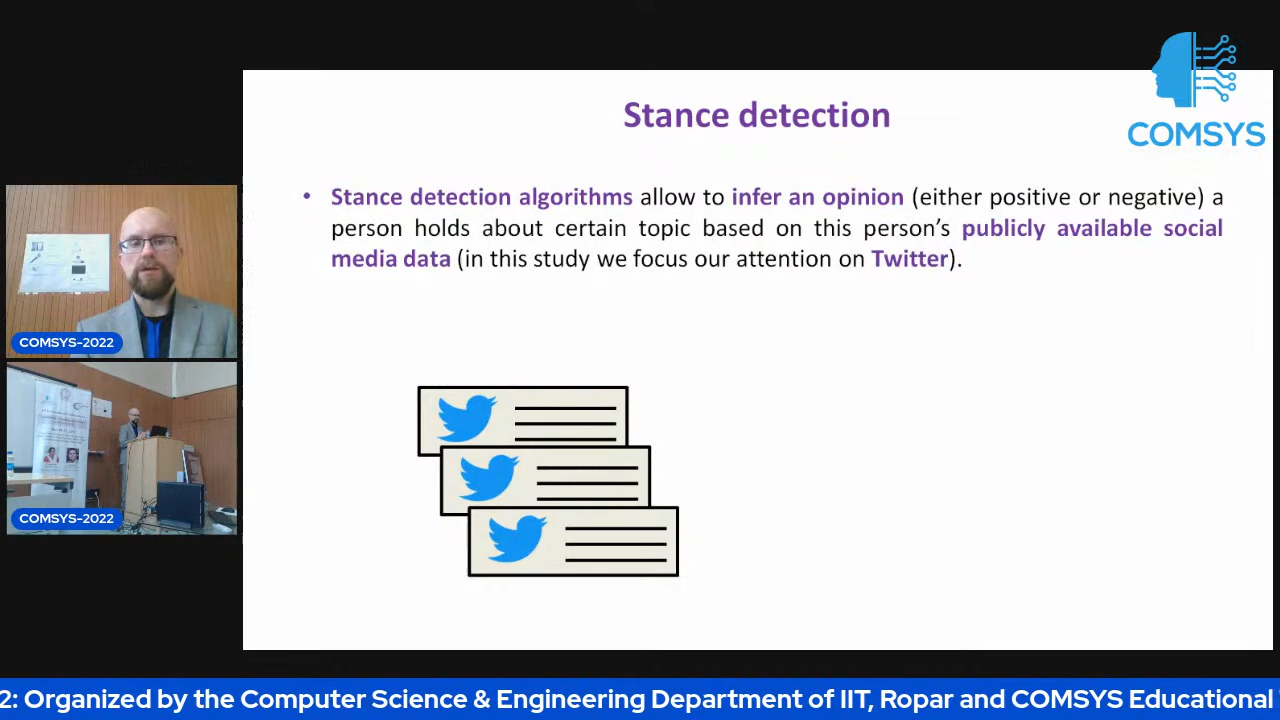 COMSYS
Stance detection
• Stance detection algorithms allow to infer an opinion (either positive or negative) a
person holds about certain topic based on this person's publicly available social
media data (in this study we focus our attention on Twitter).
COMSYS-2022
COMSYS-2022
2: Organized by the Computer Science & Engineering Department of IIT, Ropar and COMSYS Educational